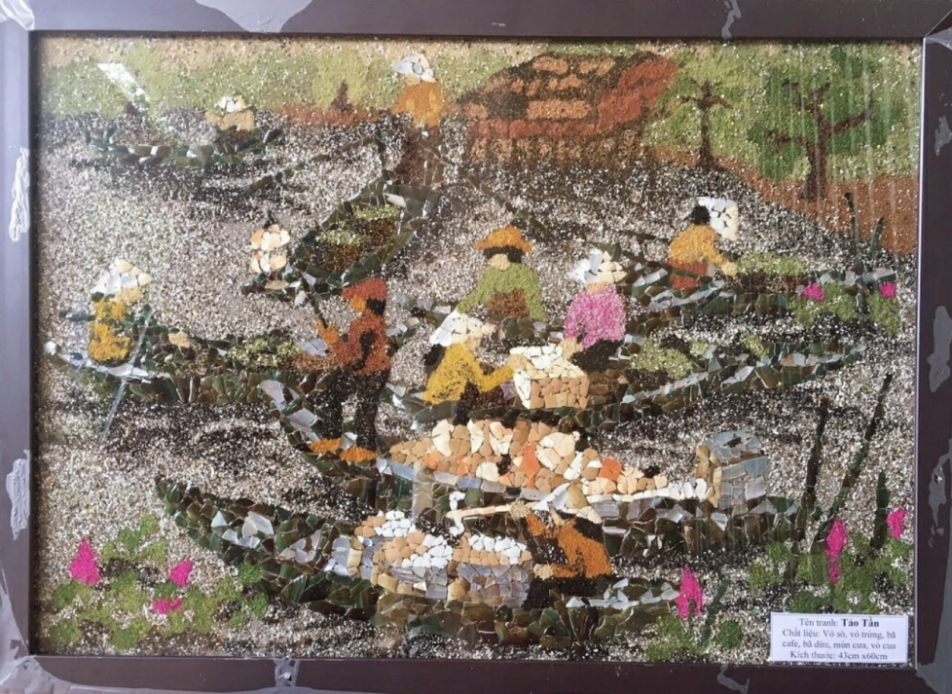 Tên tranh: Tảo Tần
Chất liệu: Vỏ sò, vỏ trứng, bã
cafe, bã dừa, mùn cưa, vỏ cua
Kích thước: 43cm x60cm